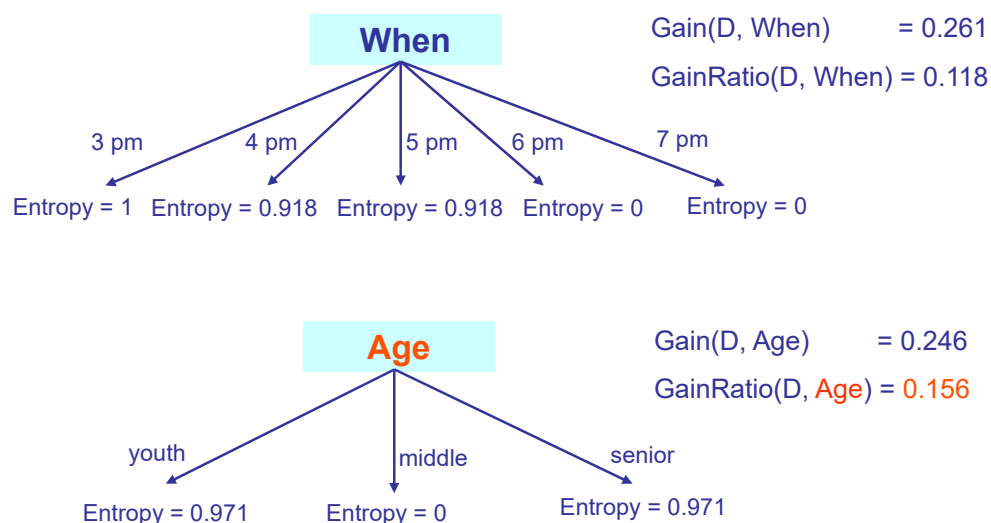 When
Gain(D, When) = 0.261
GainRatio(D, When) = 0.118
3 pm 4 pm 5 pm 6 pm 7 pm
Entropy = 1 Entropy = 0.918 Entropy = 0.918 Entropy = 0 Entropy = 0
Age
Gain(D, Age) = 0.246
GainRatio(D, Age) = 0.156
youth middle senior
Entropy = 0.971 Entropy = 0 Entropy = 0.971